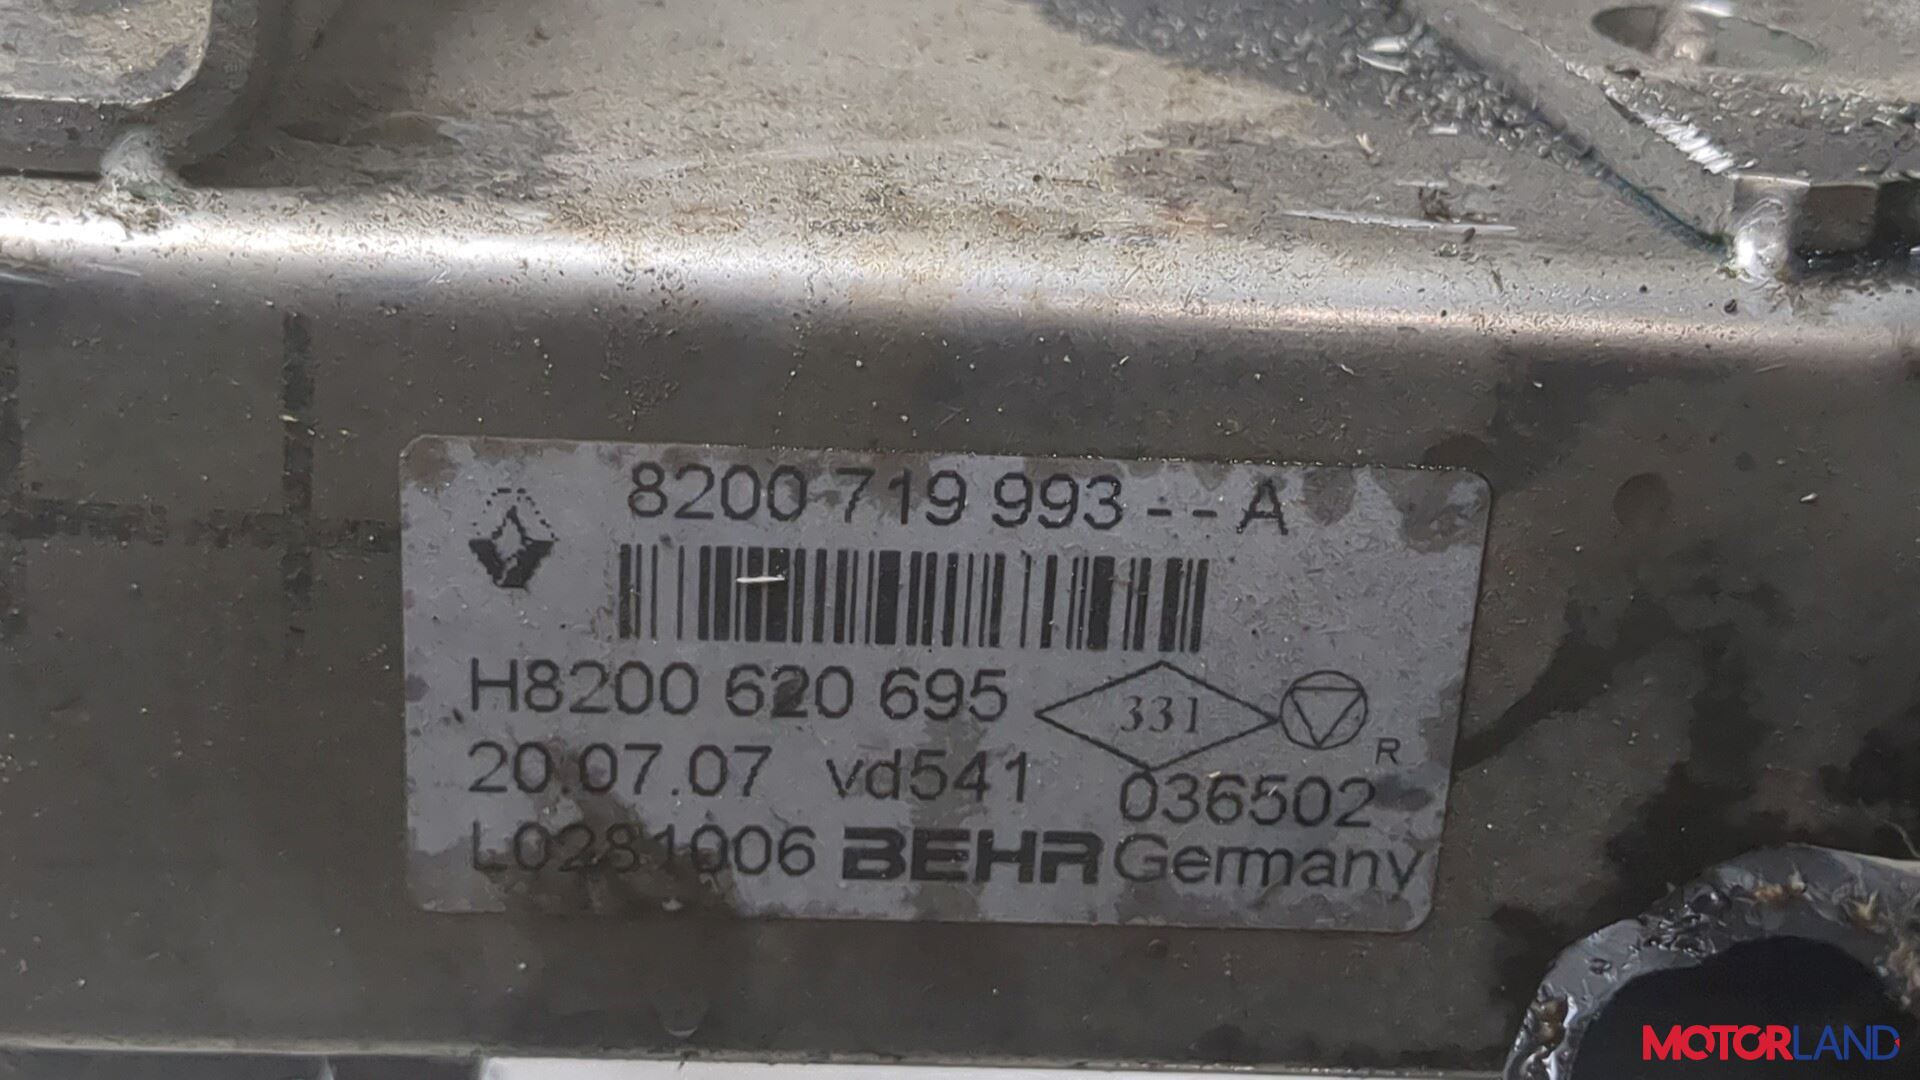 8200 719 993 -- A
H8200 620 695 331
R
20.07.07 vd541 036502
L0281006 BEHR Germany
MOTORLAND